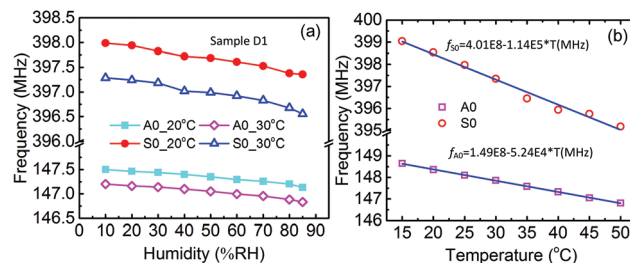 Sample D1
(a)
398.5
398.0
397.5
397.0
396.5
396.0
147.5
147.0
146.5
Frequency (MHz)
A0_20°C
A0_30°C
S0_20°C
S0_30°C
0 10 20 30 40 50 60 70 80 90
Humidity (%RH)
(b)
400
399
398
397
396
395
149
148
147
146
Frequency (MHz)
fS0=4.01E8-1.14E5*T(MHz)
A0
S0
fA0=1.49E8-5.24E4*T(MHz)
15 20 25 30 35 40 45 50
Temperature (°C)